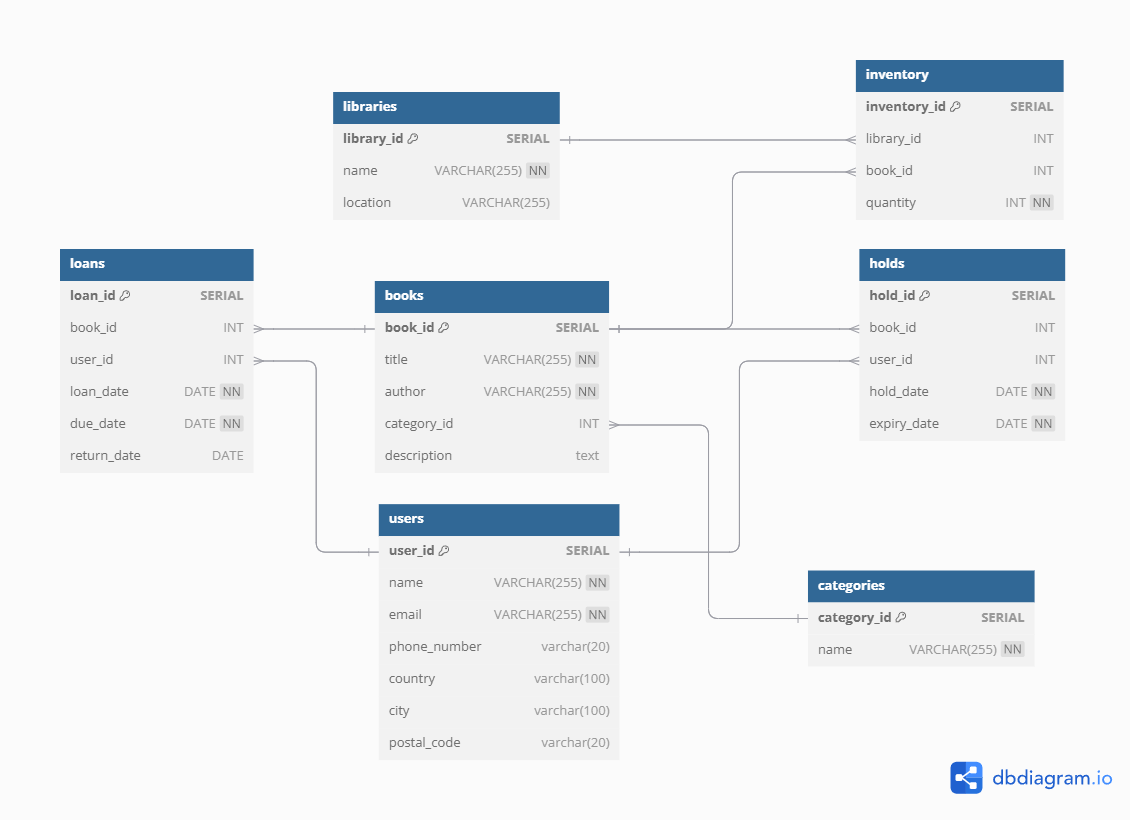 libraries
library_id SERIAL
name VARCHAR(255) NN
location VARCHAR(255)
inventory
inventory_id SERIAL
library_id INT
book_id INT
quantity INT NN
loans
loan_id SERIAL
book_id INT
user_id INT
loan_date DATE NN
due_date DATE NN
return_date DATE
books
book_id SERIAL
title VARCHAR(255) NN
author VARCHAR(255) NN
category_id INT
description text
holds
hold_id SERIAL
book_id INT
user_id INT
hold_date DATE NN
expiry_date DATE NN
users
user_id SERIAL
name VARCHAR(255) NN
email VARCHAR(255) NN
phone_number varchar(20)
country varchar(100)
city varchar(100)
postal_code varchar(20)
categories
category_id SERIAL
name VARCHAR(255) NN
dbdiagram.io